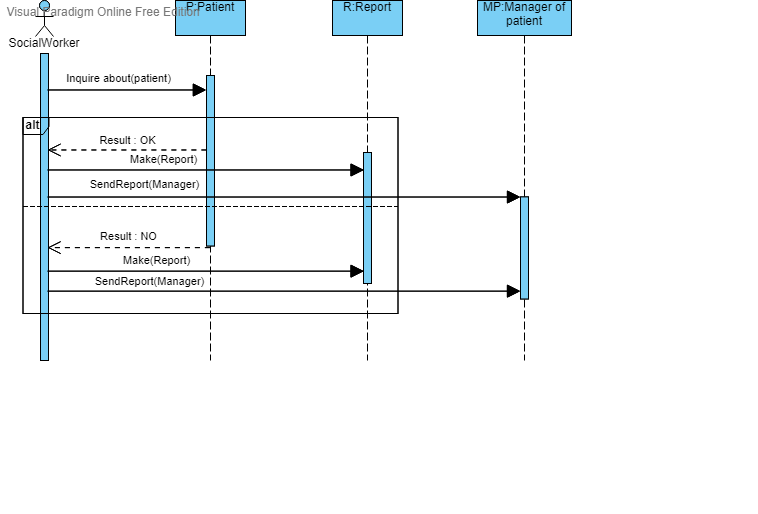 Visual Paradigm Online Free Edition
P:Patient
R:Report
MP:Manager of
patient
SocialWorker
Inquire about(patient)
alt
Result : OK
Make(Report)
SendReport(Manager)
Result : NO
Make(Report)
SendReport(Manager)